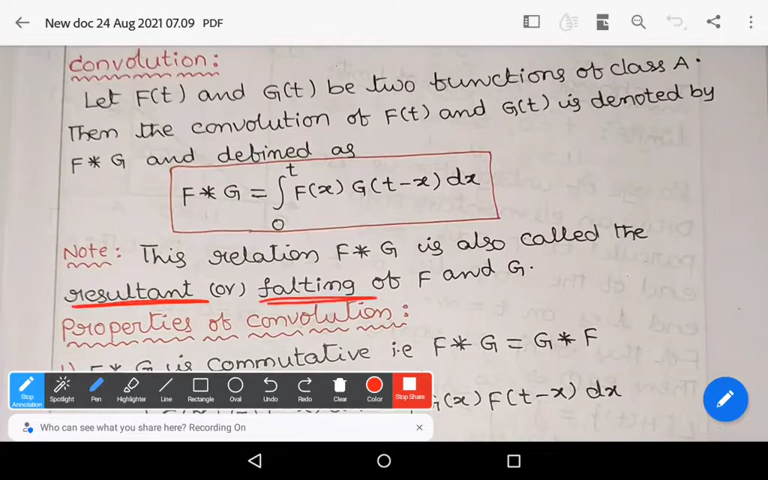 New doc 24 Aug 2021 07.09 PDF
Convolution:
Let F(t) and G(t) be two functions of class A.
Then the convolution of F(t) and G(t) is denoted by
F * G and defined as
F * G = ∫₀ᵗ F(x) G(t-x) dx
Note: This relation F * G is also called the
resultant (or) falting of F and G.
Properties of convolution:
F * G is commutative i.e F * G = G * F
G(x) F(t-x) dx
Stop Annotation
Spotlight
Pen
Highlighter
Line
Rectangle
Oval
Undo
Redo
Clear
Color
Stop Share
Who can see what you share here? Recording On